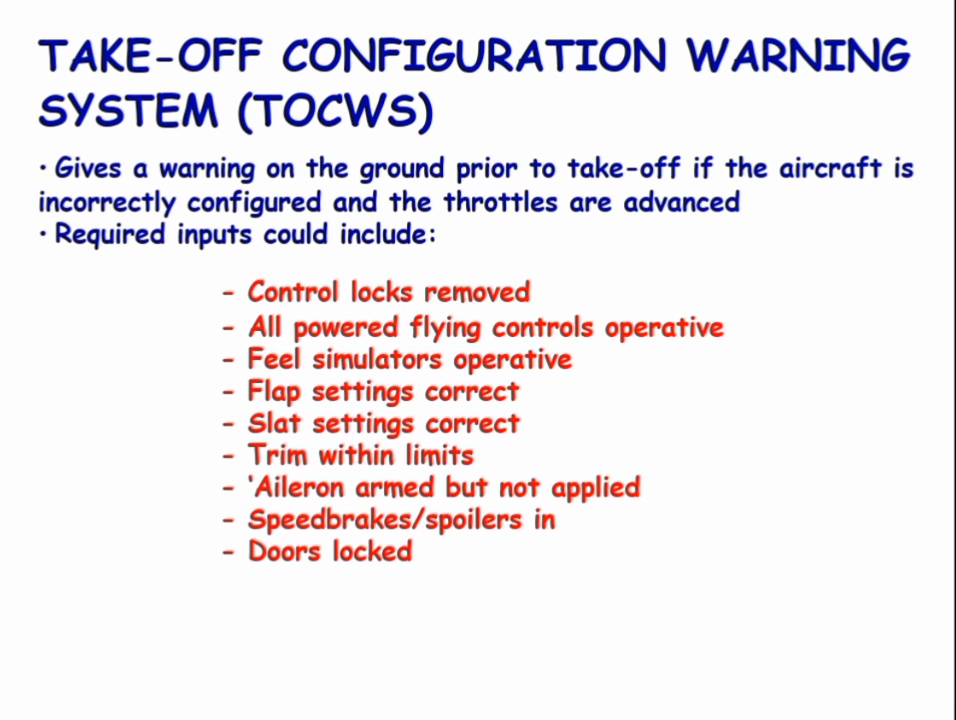 TAKE-OFF CONFIGURATION WARNING
SYSTEM (TOCWS)
• Gives a warning on the ground prior to take-off if the aircraft is
incorrectly configured and the throttles are advanced
• Required inputs could include:
- Control locks removed
- All powered flying controls operative
- Feel simulators operative
- Flap settings correct
- Slat settings correct
- Trim within limits
- ‘Aileron armed but not applied
- Speedbrakes/spoilers in
- Doors locked